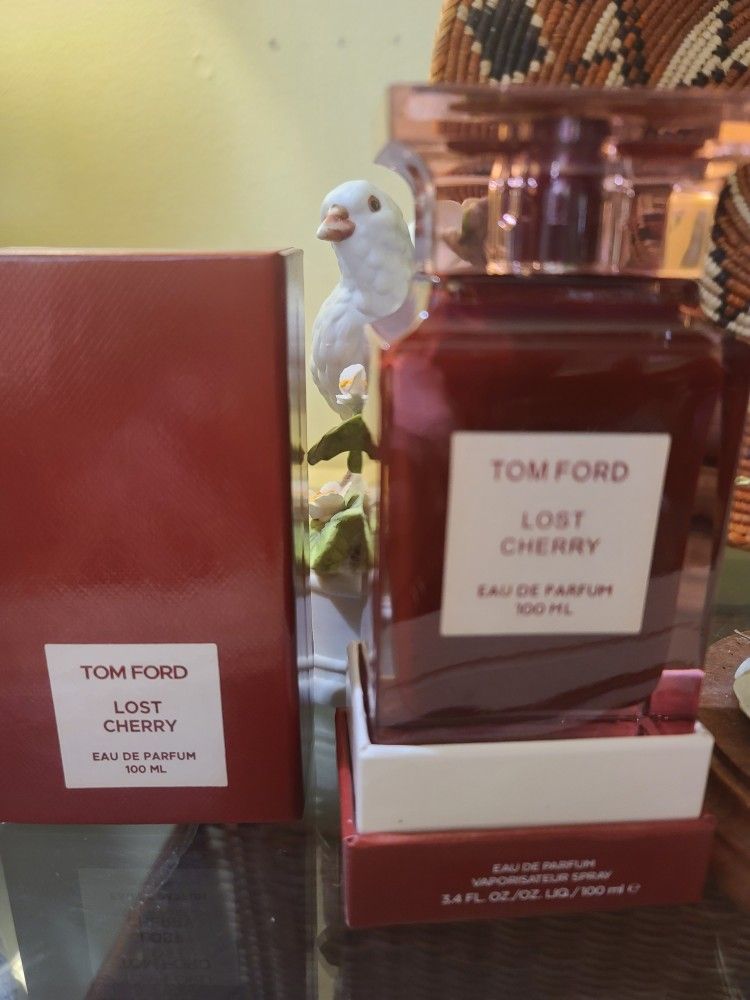 TOM FORD
LOST
CHERRY
EAU DE PARFUM
100 ML
TOM FORD
LOST
CHERRY
EAU DE PARFUM
100 ML
EAU DE PARFUM
VAPORISATEUR SPRAY
3.4 FL. OZ./OZ. LIQ./100 ml ℮